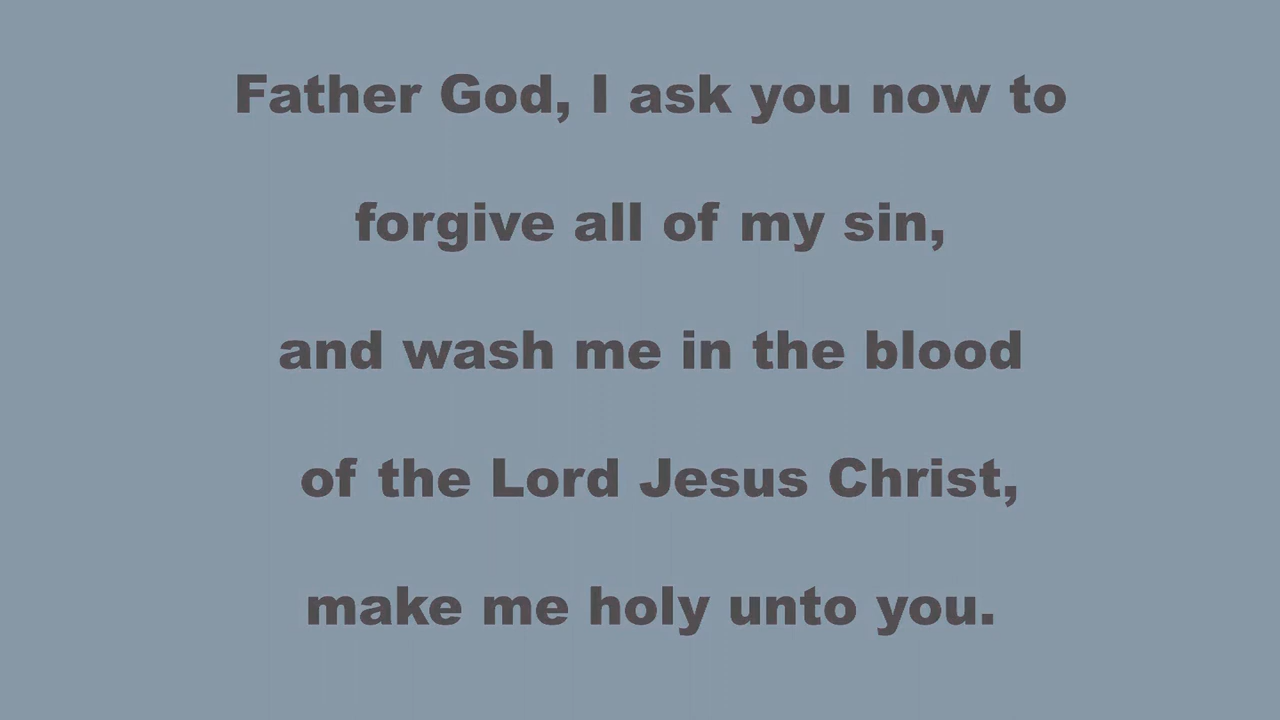 Father God, I ask you now to
forgive all of my sin,
and wash me in the blood
of the Lord Jesus Christ,
make me holy unto you.